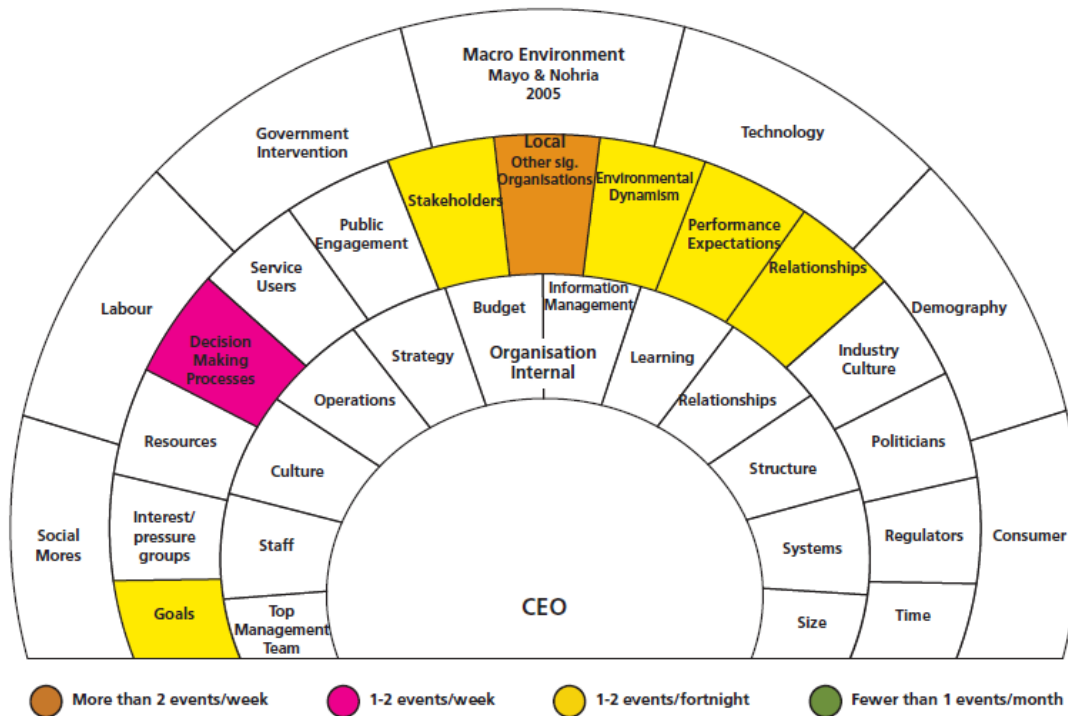 Macro Environment
Mayo & Nohria
2005
Government
Intervention
Technology
Labour
Demography
Social
Mores
Consumer
Local
Other sig.
Organisations
Stakeholders
Environmental
Dynamism
Public
Engagement
Performance
Expectations
Service
Users
Relationships
Decision
Making
Processes
Industry
Culture
Resources
Politicians
Interest/
pressure
groups
Regulators
Goals
Time
Budget
Information
Management
Organisation
Internal
Strategy
Learning
Operations
Relationships
Culture
Structure
Staff
Systems
Top
Management
Team
Size
CEO
More than 2 events/week
1-2 events/week
1-2 events/fortnight
Fewer than 1 events/month